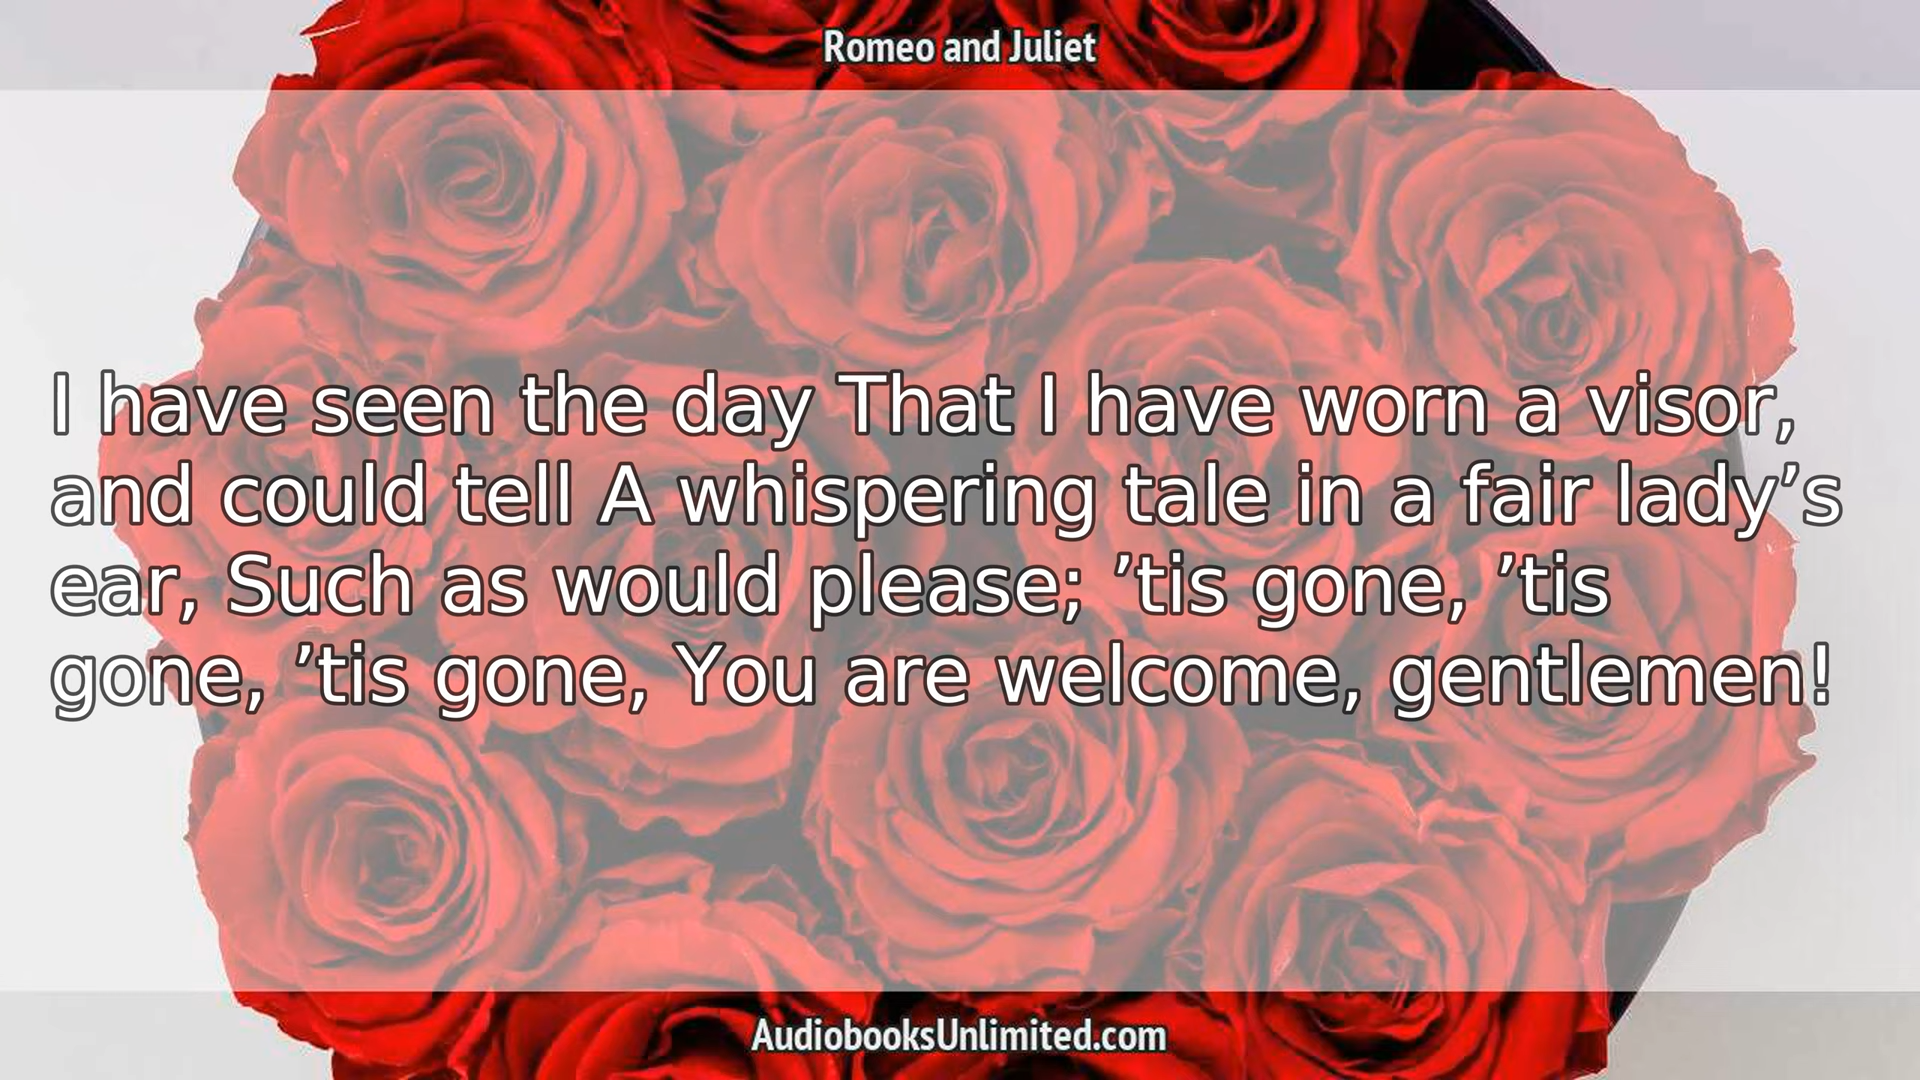 Romeo and Juliet
I have seen the day That I have worn a visor,
and could tell A whispering tale in a fair lady’s
ear, Such as would please; ’tis gone, ’tis
gone, ’tis gone, You are welcome, gentlemen!
AudiobooksUnlimited.com